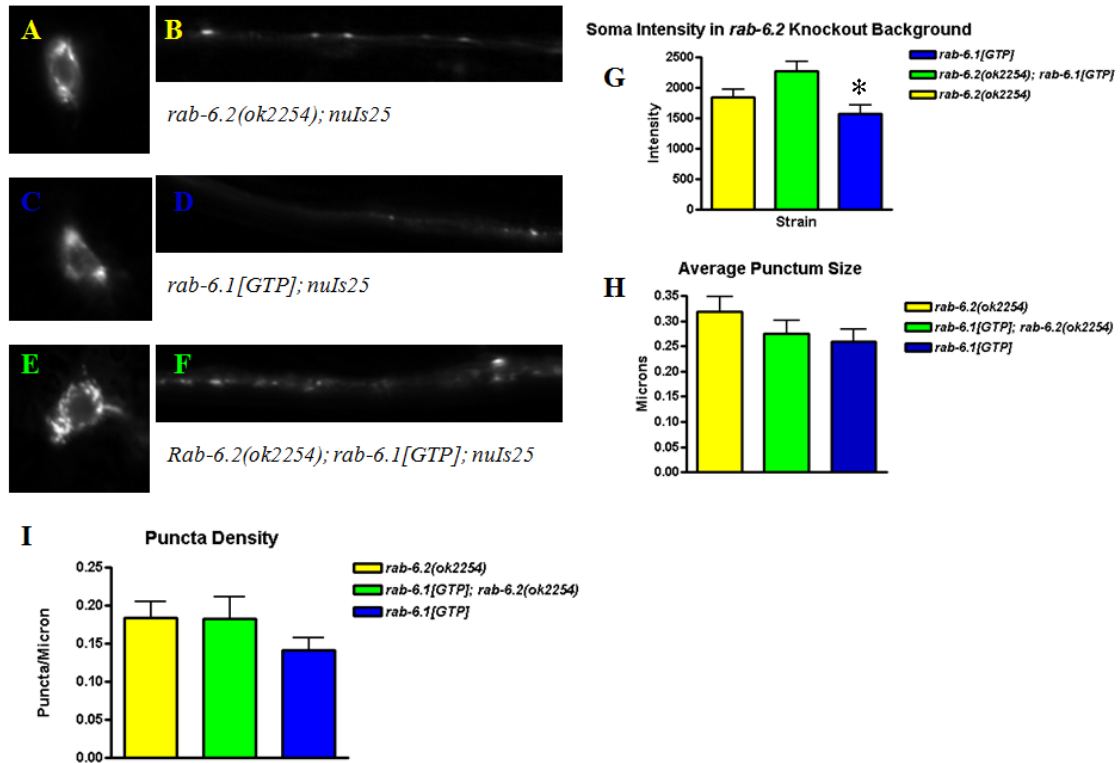 A
B
rab-6.2(ok2254); nuIs25
C
D
rab-6.1[GTP]; nuIs25
E
F
Rab-6.2(ok2254); rab-6.1[GTP]; nuIs25
Soma Intensity in rab-6.2 Knockout Background
G
Intensity
2500
2000
1500
1000
500
0
*
Strain
rab-6.1[GTP]
rab-6.2(ok2254); rab-6.1[GTP]
rab-6.2(ok2254)
Average Punctum Size
H
Microns
0.35
0.30
0.25
0.20
0.15
0.10
0.05
0.00
rab-6.2(ok2254)
rab-6.1[GTP]; rab-6.2(ok2254)
rab-6.1[GTP]
I
Puncta Density
Puncta/Micron
0.25
0.20
0.15
0.10
0.05
0.00
rab-6.2(ok2254)
rab-6.1[GTP]; rab-6.2(ok2254)
rab-6.1[GTP]